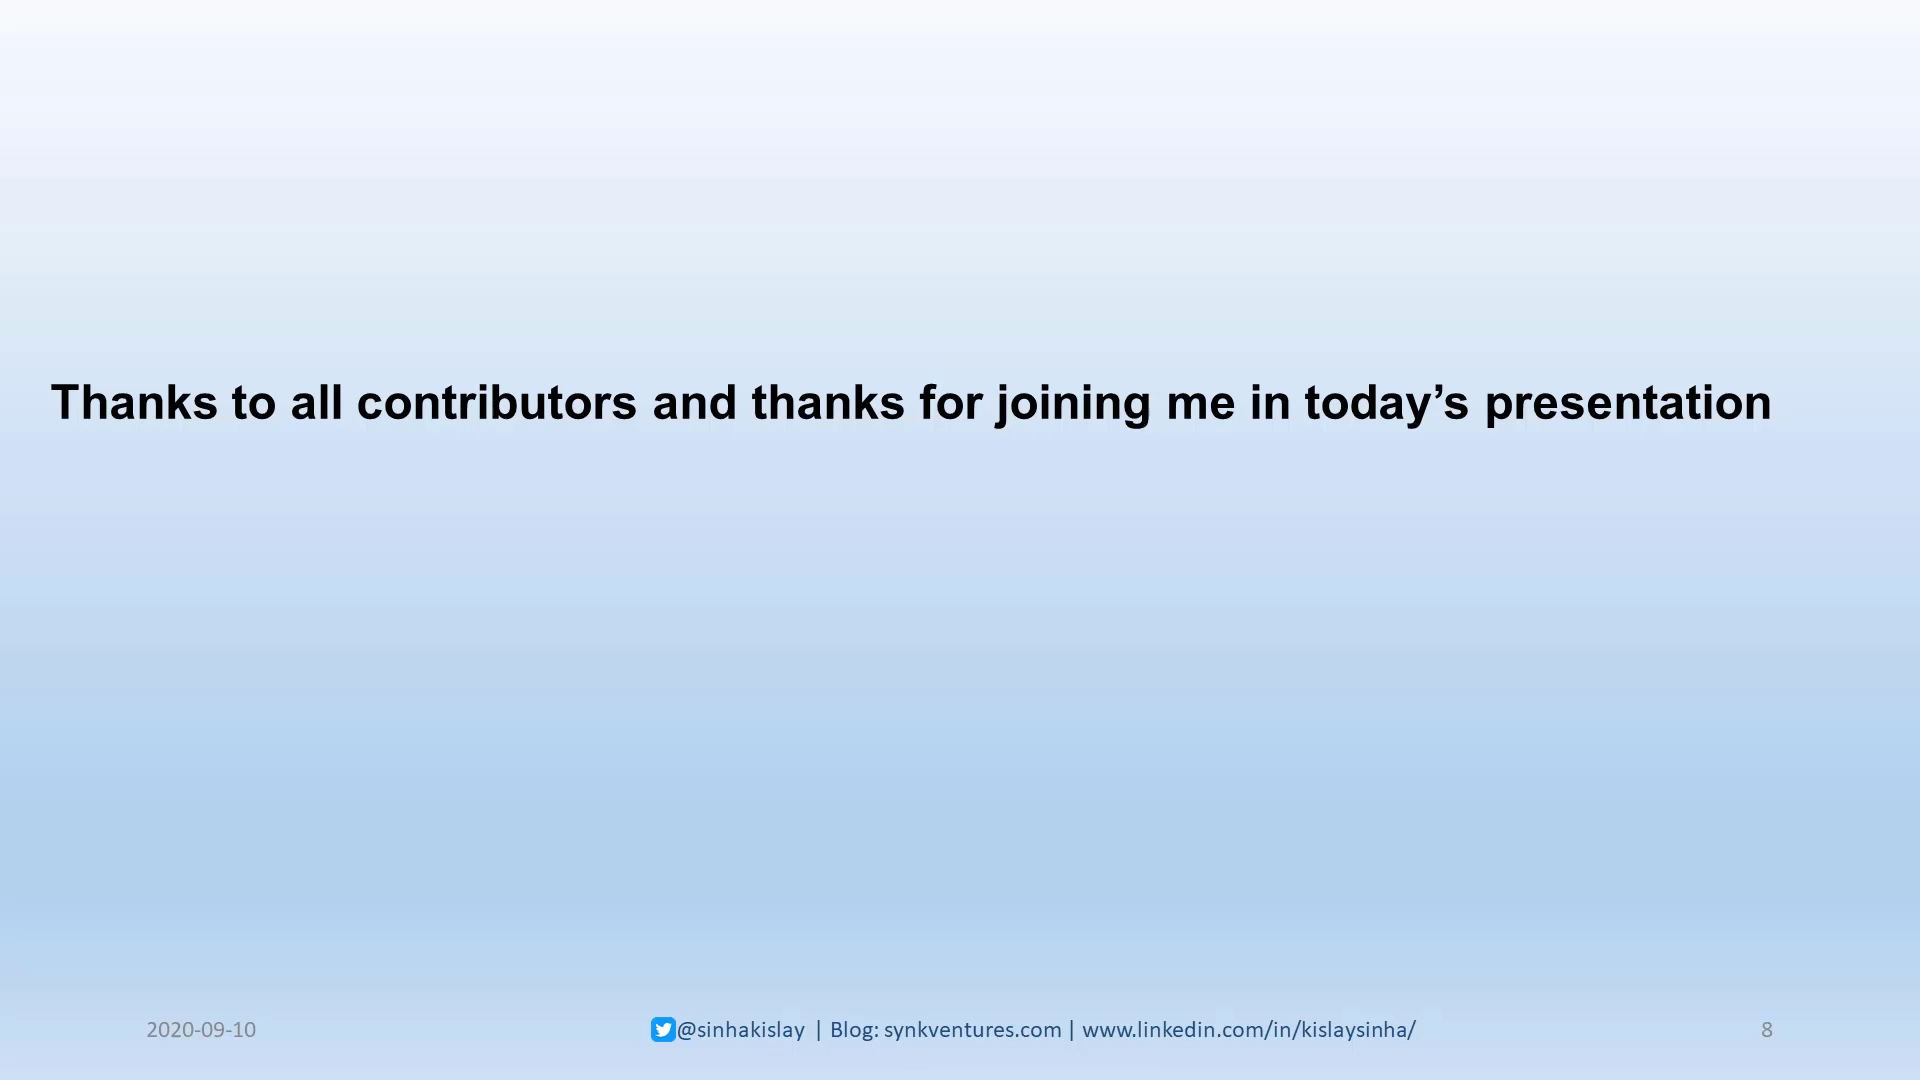 Thanks to all contributors and thanks for joining me in today’s presentation
2020-09-10 @sinhakislay | Blog: synkventures.com | www.linkedin.com/in/kislaysinha/ 8